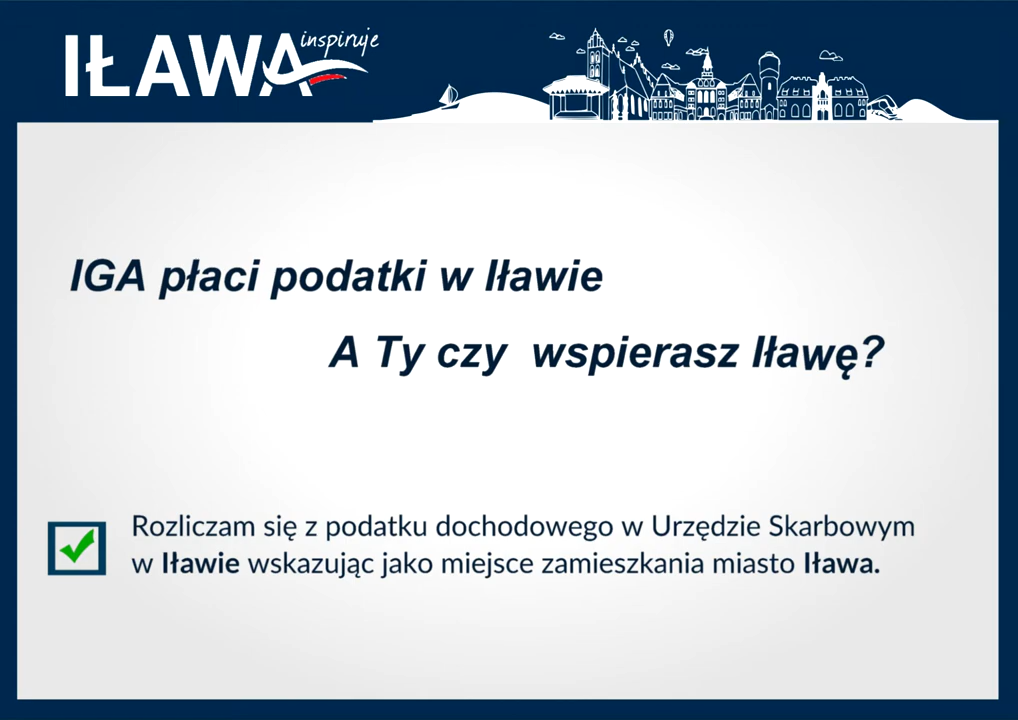 IŁAWA inspiruje
IGA płaci podatki w Iławie
A Ty czy wspierasz Iławę?
Rozliczam się z podatku dochodowego w Urzędzie Skarbowym
w Iławie wskazując jako miejsce zamieszkania miasto Iława.